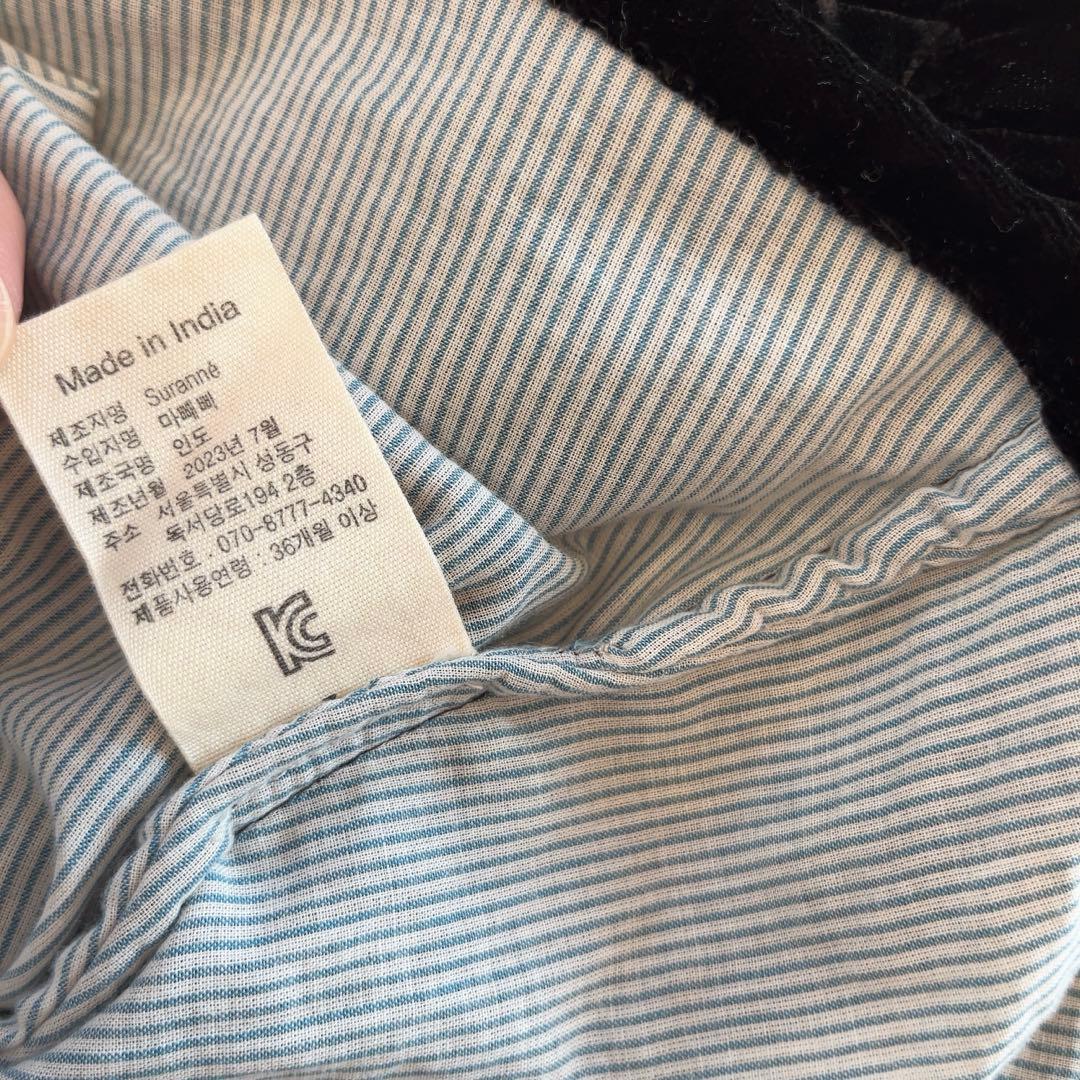 Made in India
제조자명 Suranné
수입자명 마삐삑
제조국명 인도
제조년월 2023년 7월
주소 서울특별시 성동구
독서당로194 2층
전화번호 : 070-8777-4340
제품사용연령 : 36개월 이상
KC